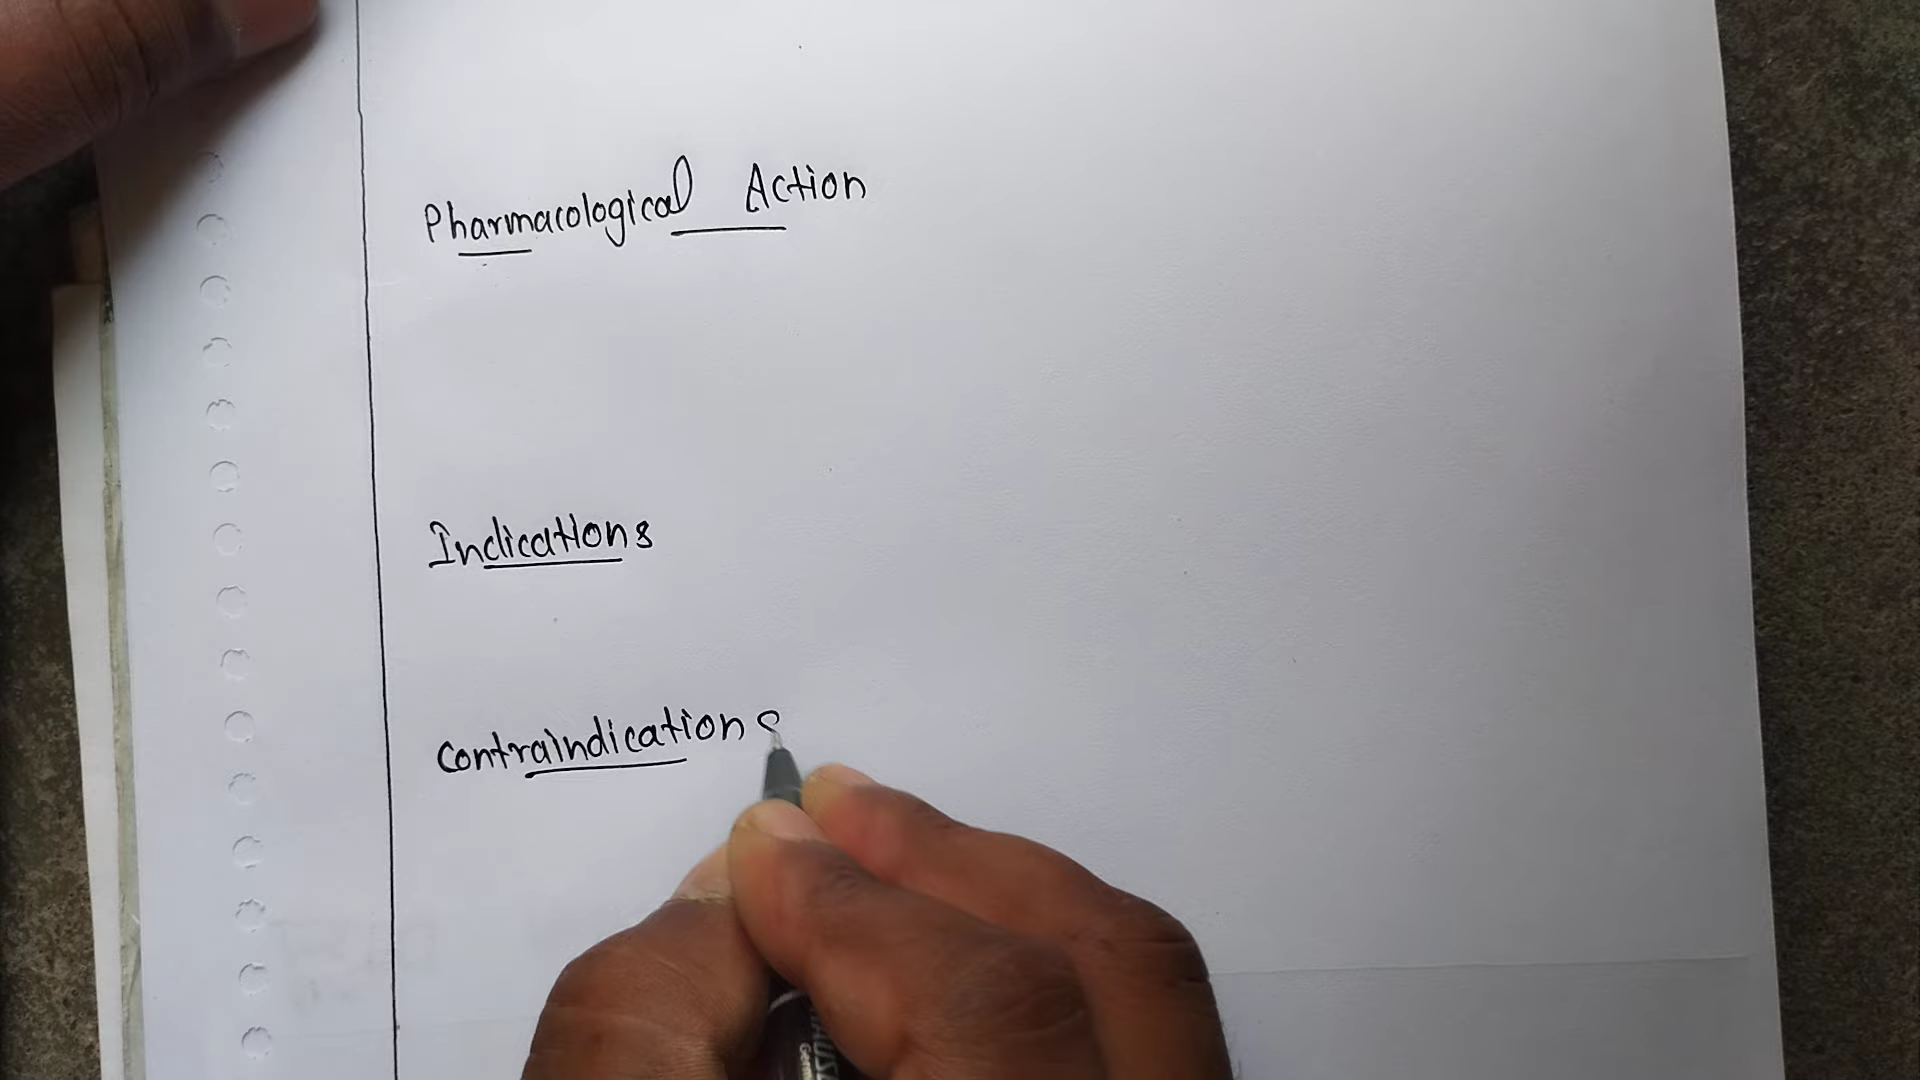 Pharmacological Action
Indications
Contraindications